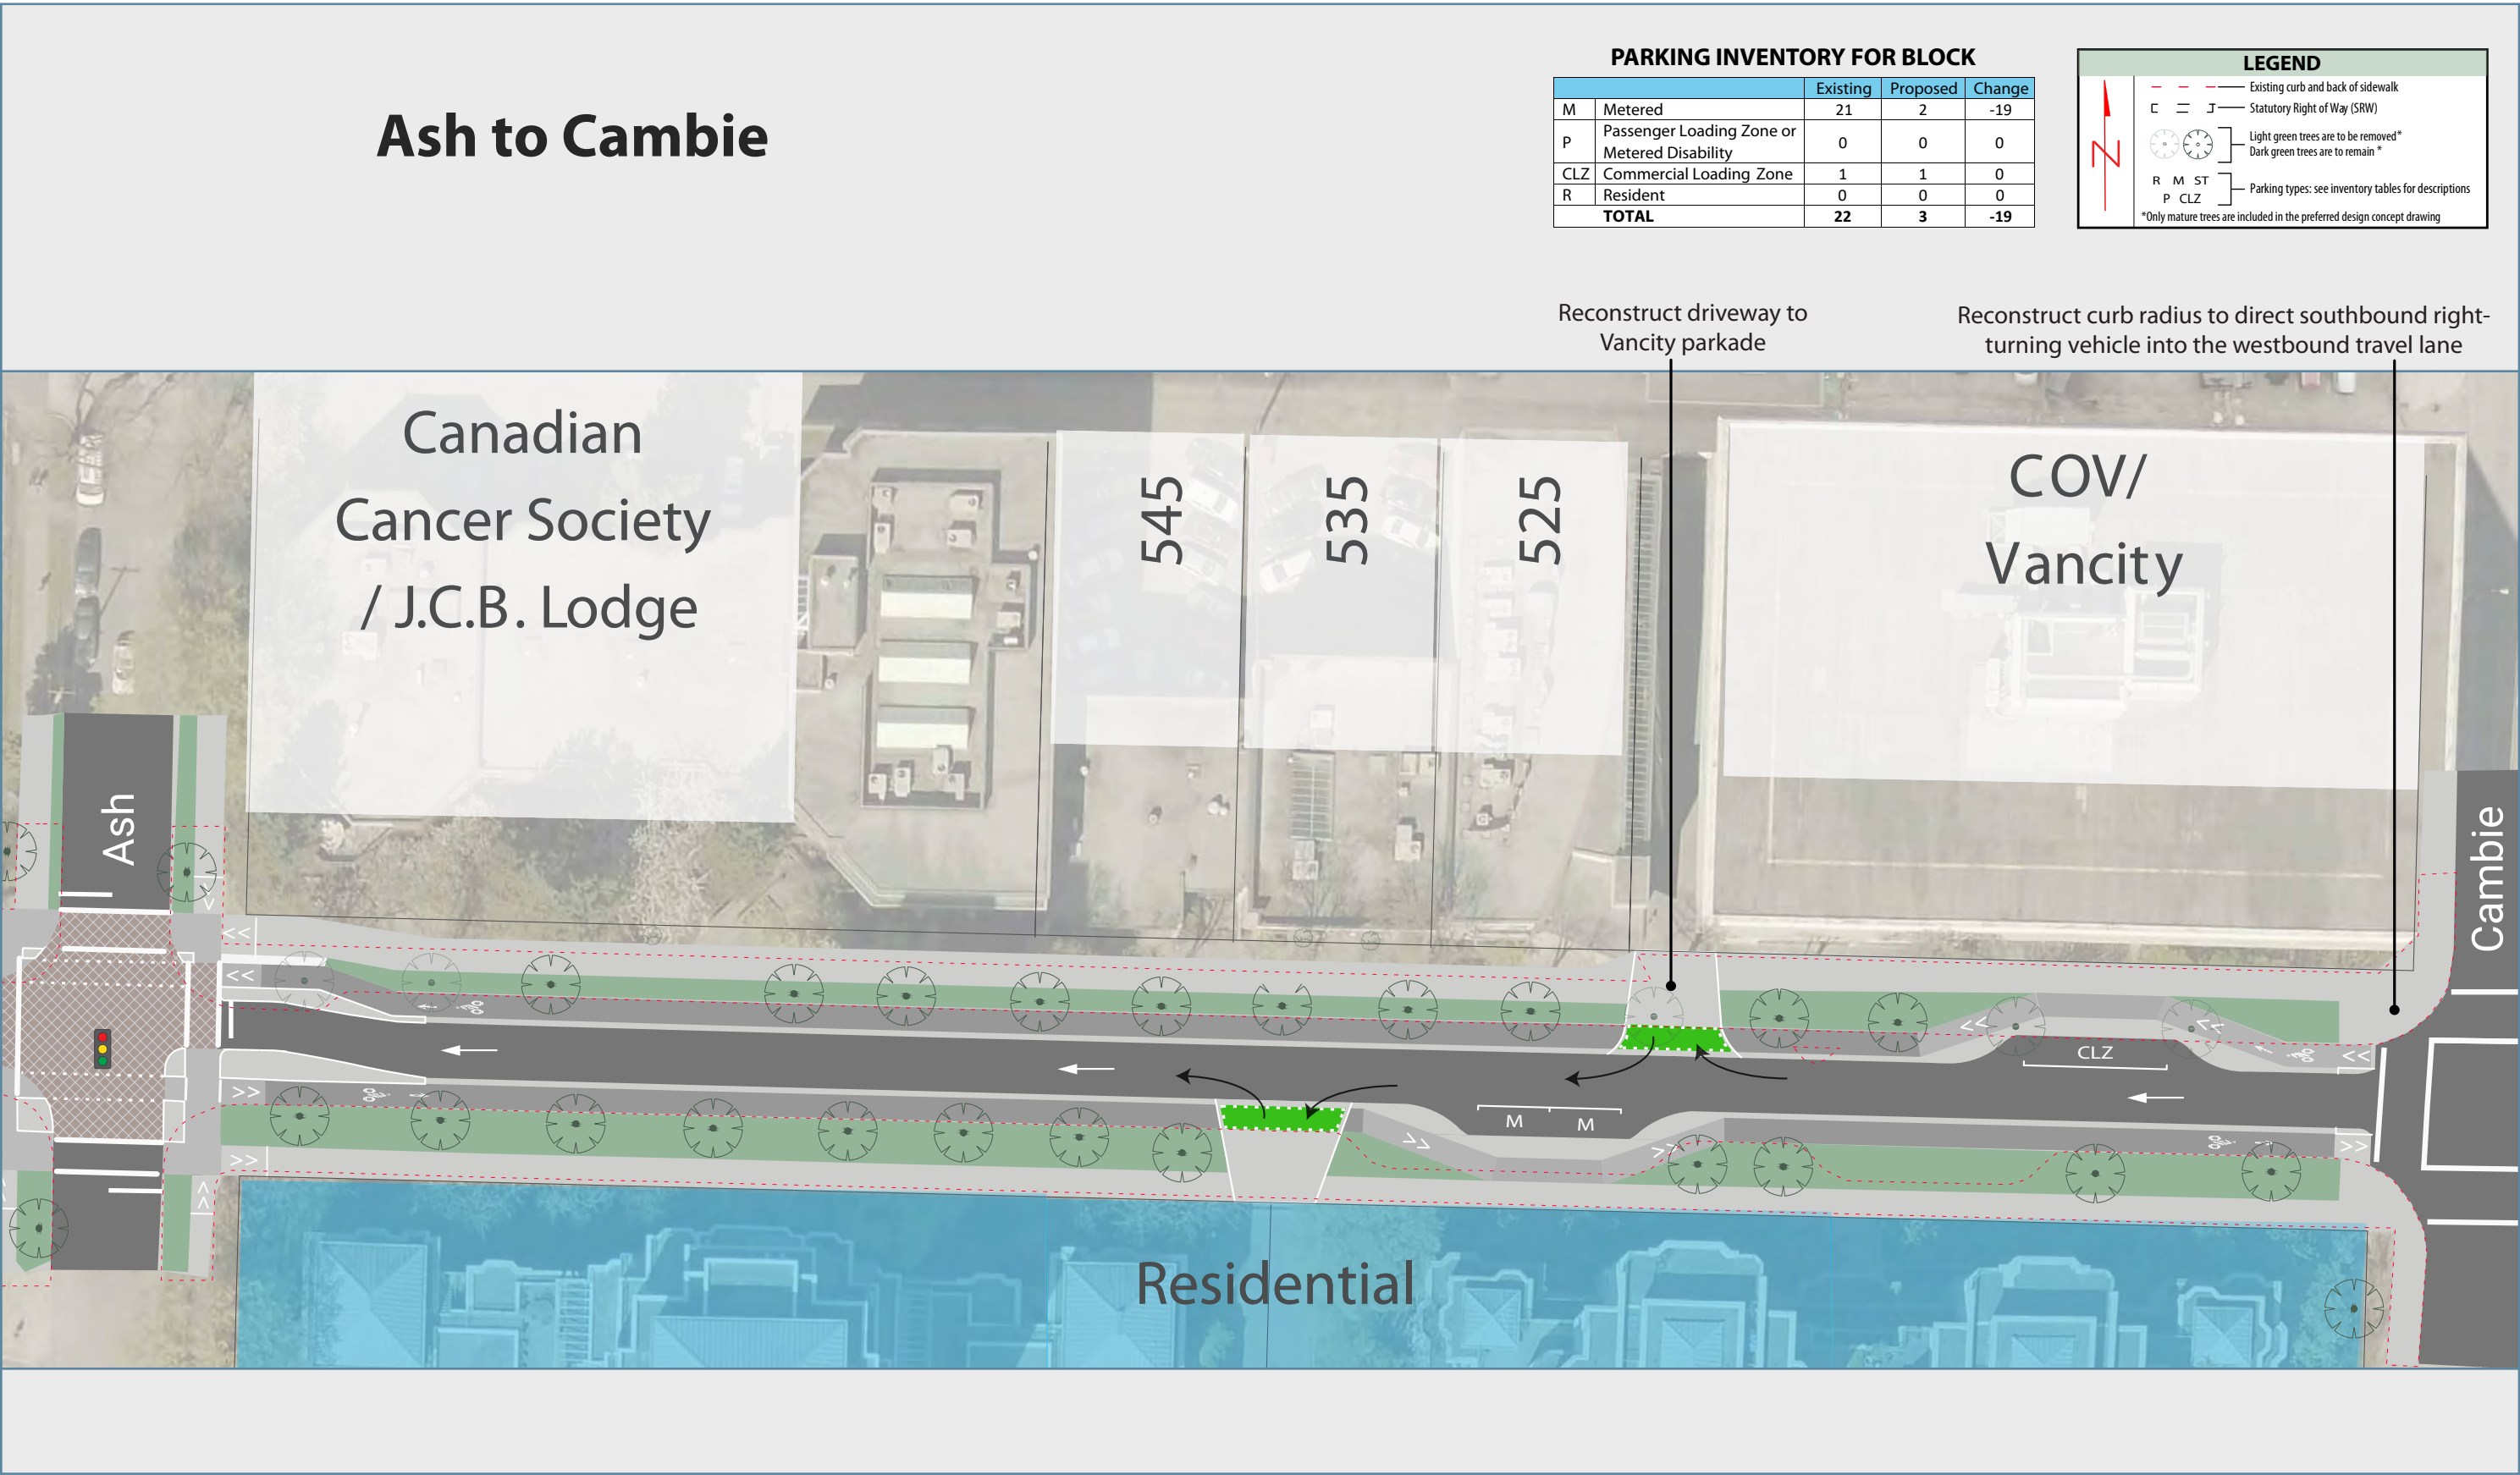 Ash to Cambie
PARKING INVENTORY FOR BLOCK
Existing Proposed Change
M Metered 21 2 -19
P Passenger Loading Zone or Metered Disability 0 0 0
CLZ Commercial Loading Zone 1 1 0
R Resident 0 0 0
TOTAL 22 3 -19
LEGEND
Existing curb and back of sidewalk
Statutory Right of Way (SRW)
Light green trees are to be removed*
Dark green trees are to remain *
R M ST
P CLZ
Parking types: see inventory tables for descriptions
*Only mature trees are included in the preferred design concept drawing
N
Reconstruct driveway to
Vancity parkade
Reconstruct curb radius to direct southbound right-
turning vehicle into the westbound travel lane
Canadian
Cancer Society
/ J.C.B. Lodge
545
535
525
COV/
Vancity
Ash
Cambie
CLZ
M M
Residential